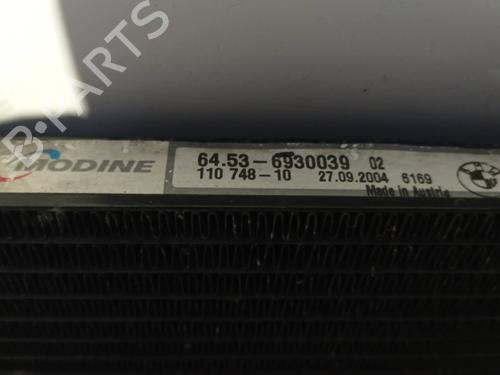 B-PARTS
MODINE
64.53-6930039 02
110 748-10 27.09.2004 6169
Made in Austria